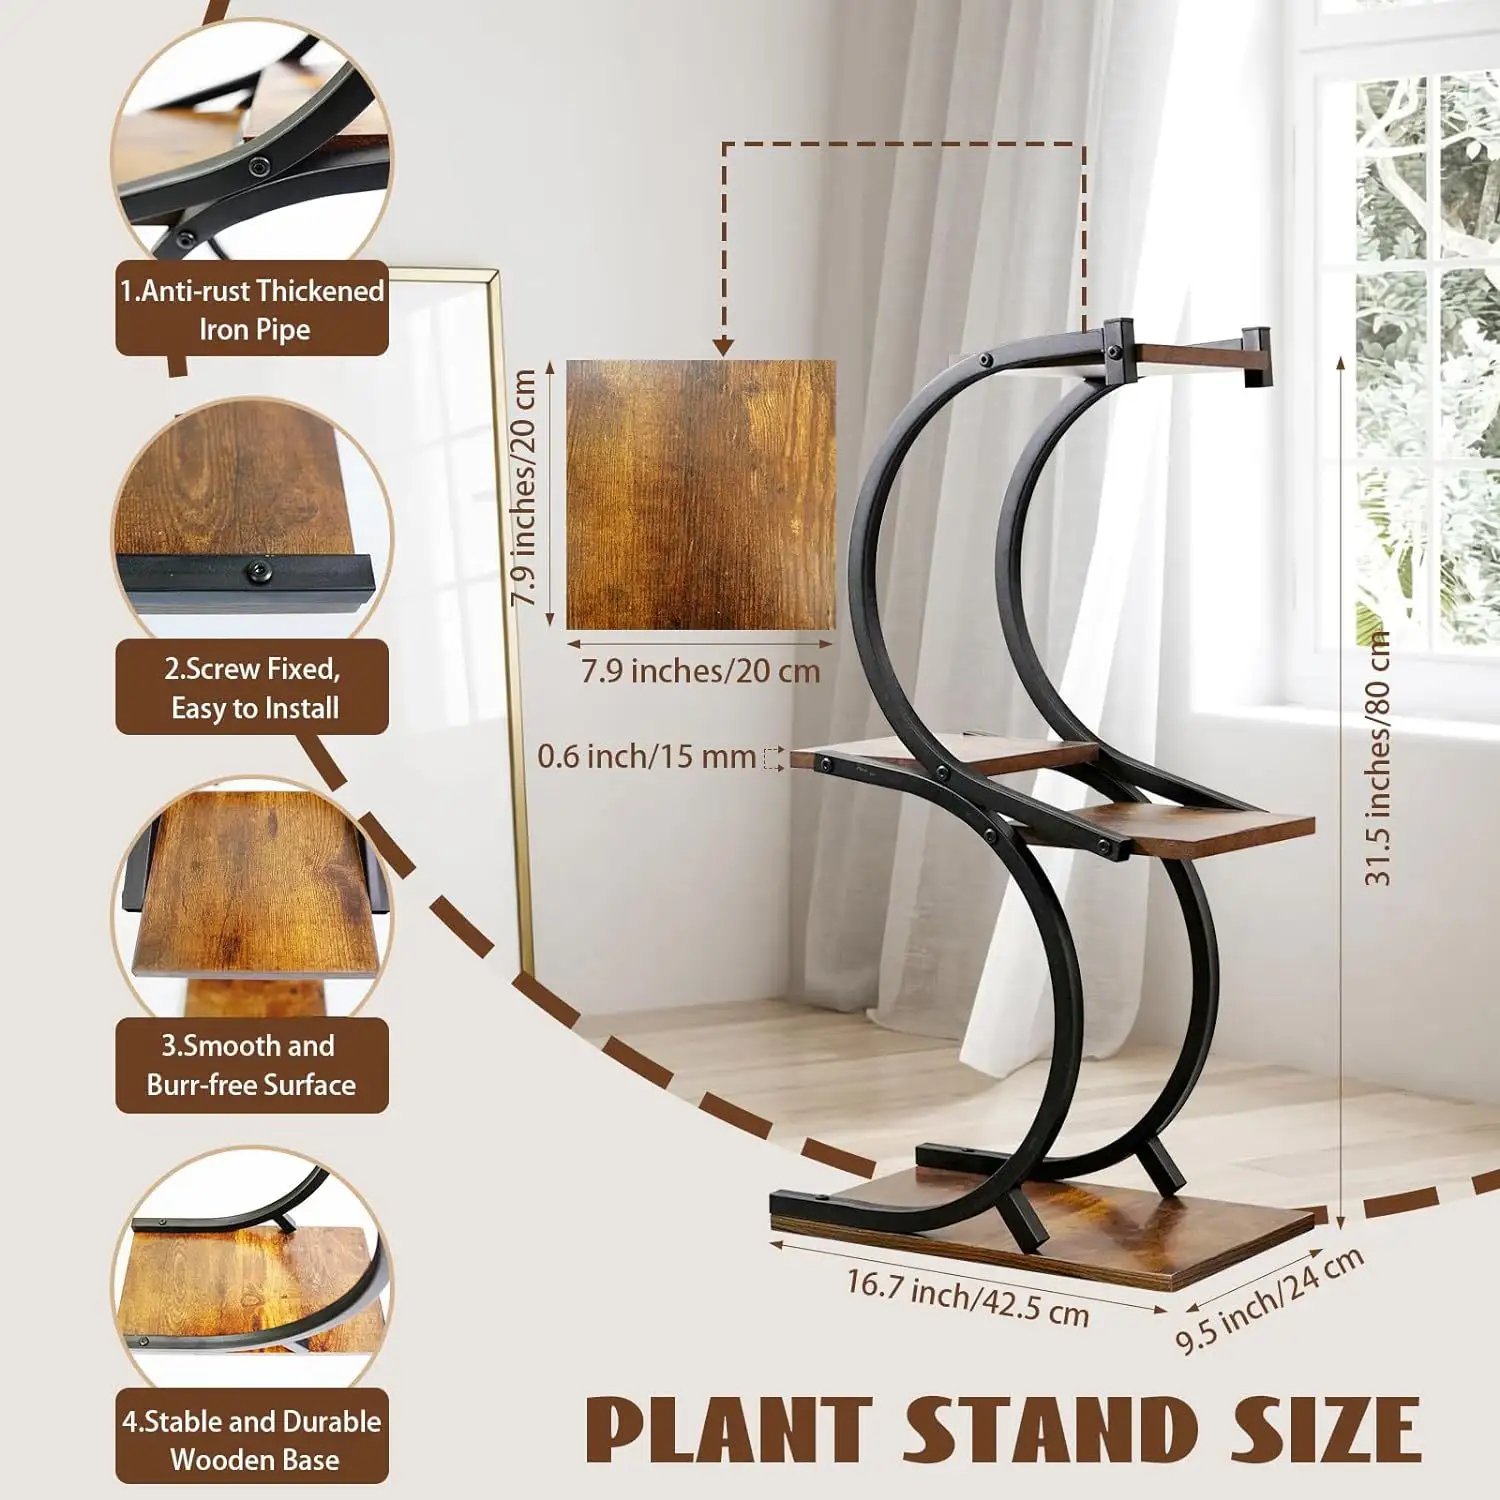 1.Anti-rust Thickened
Iron Pipe
2.Screw Fixed,
Easy to Install
3.Smooth and
Burr-free Surface
4.Stable and Durable
Wooden Base
7.9 inches/20 cm
7.9 inches/20 cm
0.6 inch/15 mm
31.5 inches/80 cm
16.7 inch/42.5 cm
9.5 inch/24 cm
PLANT STAND SIZE